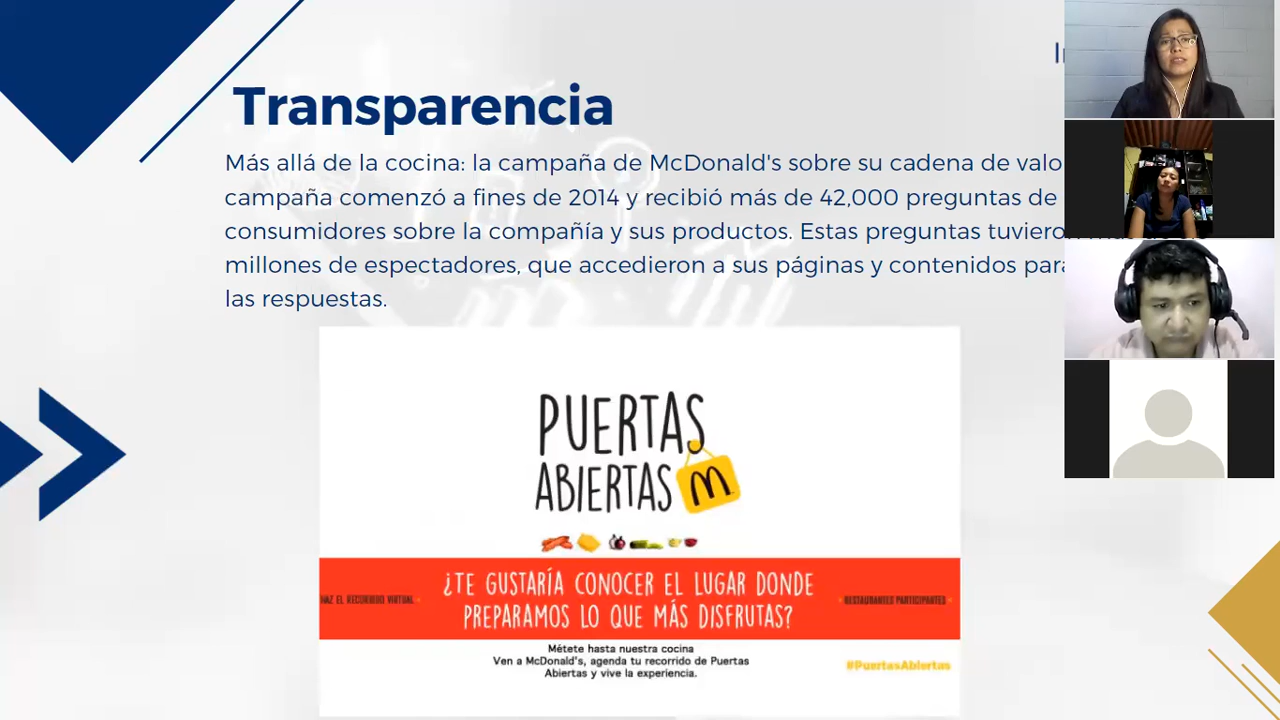 Transparencia
Más allá de la cocina: la campaña de McDonald's sobre su cadena de
campaña comenzó a fines de 2014 y recibió más de 42,000 preguntas de
consumidores sobre la compañía y sus productos. Estas preguntas
millones de espectadores, que accedieron a sus páginas y contenidos
las respuestas.
PUERTAS
ABIERTAS
¿TE GUSTARÍA CONOCER EL LUGAR DONDE
PREPARAMOS LO QUE MÁS DISFRUTAS?
HAZ EL RECORRIDO VIRTUAL
RESTAURANTES PARTICIPANTES
Métete hasta nuestra cocina
Ven a McDonald's, agenda tu recorrido de Puertas
Abiertas y vive la experiencia.
#PuertasAbiertas